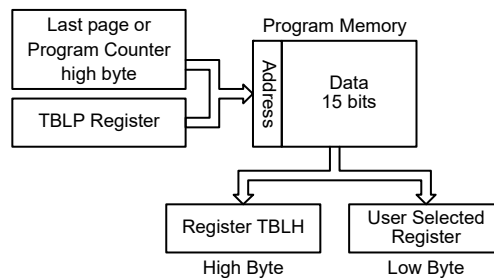 Last page or
Program Counter
high byte
TBLP Register
Program Memory
Address
Data
15 bits
Register TBLH
User Selected
Register
High Byte
Low Byte